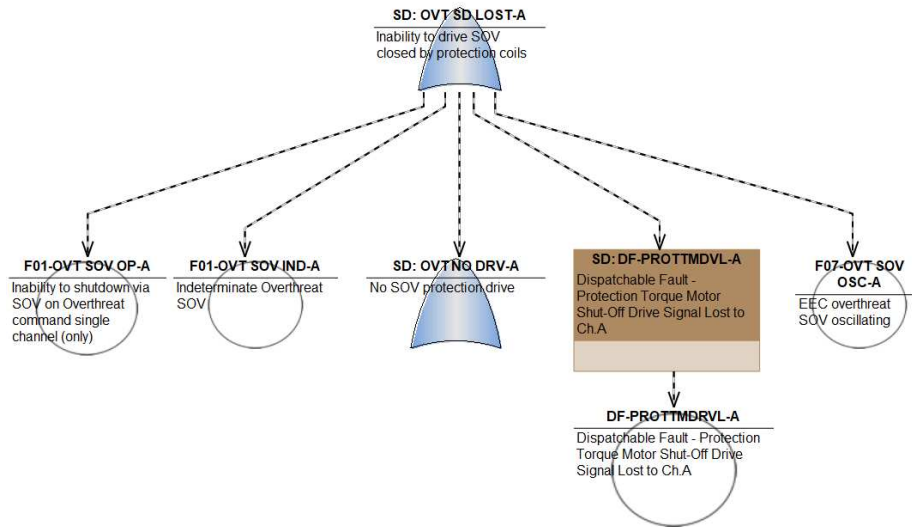 SD: OVT SD LOST-A
Inability to drive SOV
closed by protection coils
F01-OVT SOV OP-A
Inability to shutdown via
SOV on Overthreat
command single
channel (only)
F01-OVT SOV IND-A
Indeterminate Overthreat
SOV
SD: OVT NO DRV-A
No SOV protection drive
SD: DF-PROTTMDVL-A
Dispatchable Fault -
Protection Torque Motor
Shut-Off Drive Signal Lost to
Ch.A
F07-OVT SOV
OSC-A
EEC overthreat
SOV oscillating
DF-PROTTMDRVL-A
Dispatchable Fault - Protection
Torque Motor Shut-Off Drive
Signal Lost to Ch.A